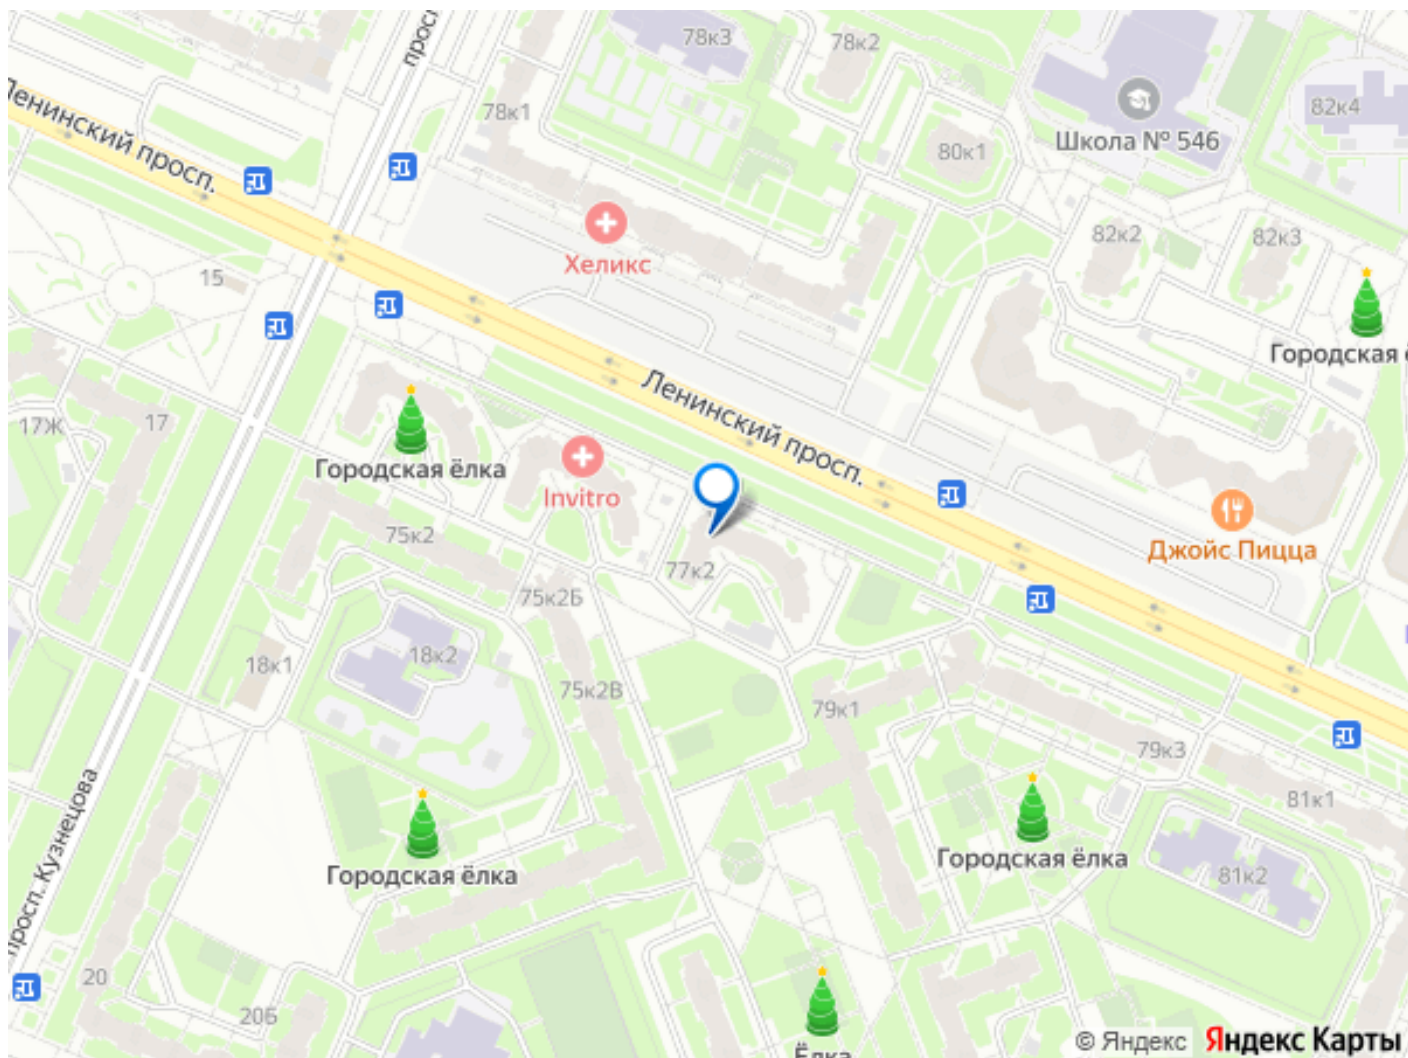 просп
78к3
78к2
Ленинский просп.
78к1
Школа № 546
82к4
80к1
Хеликс
82к2
82к3
15
Городская ё
Ленинский просп.
17Ж
17
Городская ёлка
Invitro
75к2
Джойс Пицца
77к2
75к2Б
18к1
18к2
75к2В
79к1
79к3
81к1
просп. Кузнецова
Городская ёлка
Городская ёлка
81к2
20
20Б
Ёлка
© Яндекс Яндекс Карты